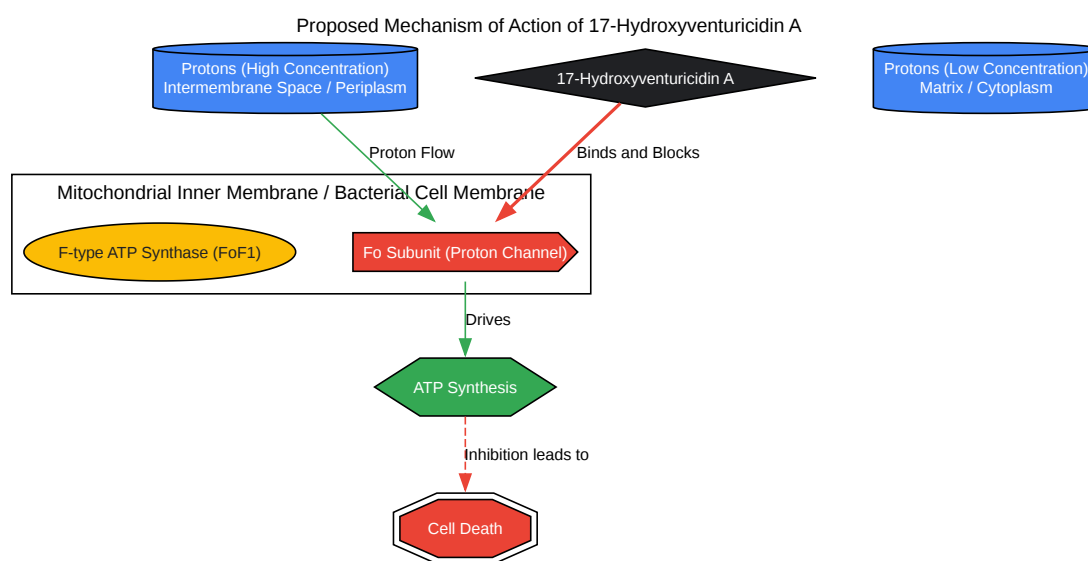 Proposed Mechanism of Action of 17-Hydroxyventuricidin A
Protons (High Concentration)
Intermembrane Space / Periplasm
17-Hydroxyventuricidin A
Protons (Low Concentration)
Matrix / Cytoplasm
Proton Flow
Binds and Blocks
Mitochondrial Inner Membrane / Bacterial Cell Membrane
F-type ATP Synthase (FoF1)
Fo Subunit (Proton Channel)
Drives
ATP Synthesis
Inhibition leads to
Cell Death